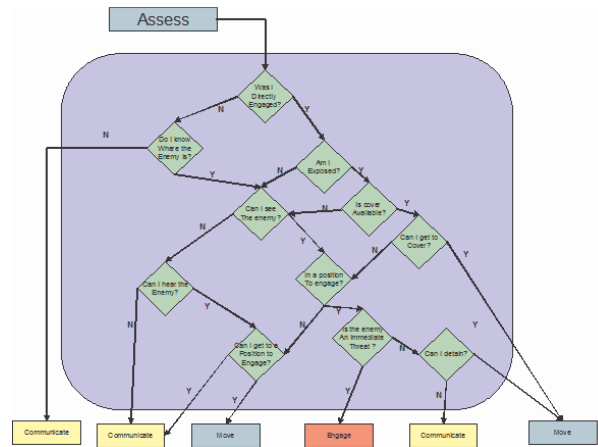 Assess
Was I
Directly
Engaged?
N
Y
N
Do I know
Where the
Enemy is?
Am I
Exposed?
Y
Y
N
Is cover
Available?
Can I see
The enemy?
N
Y
N
Y
Can I get to
Cover?
N
Y
In a position
To engage?
Can I hear the
Enemy?
Y
N
Y
N
Is the enemy
An Immediate
Threat ?
Y
Can I get to a
Position to
Engage?
N
Can I detain?
Y
Y
Y
N
Communicate
Communicate
Move
Engage
Communicate
Move